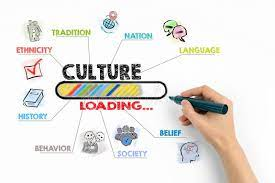 TRADITION
NATION
ETHNICITY
LANGUAGE
CULTURE
LOADING...
HISTORY
BELIEF
BEHAVIOR
SOCIETY